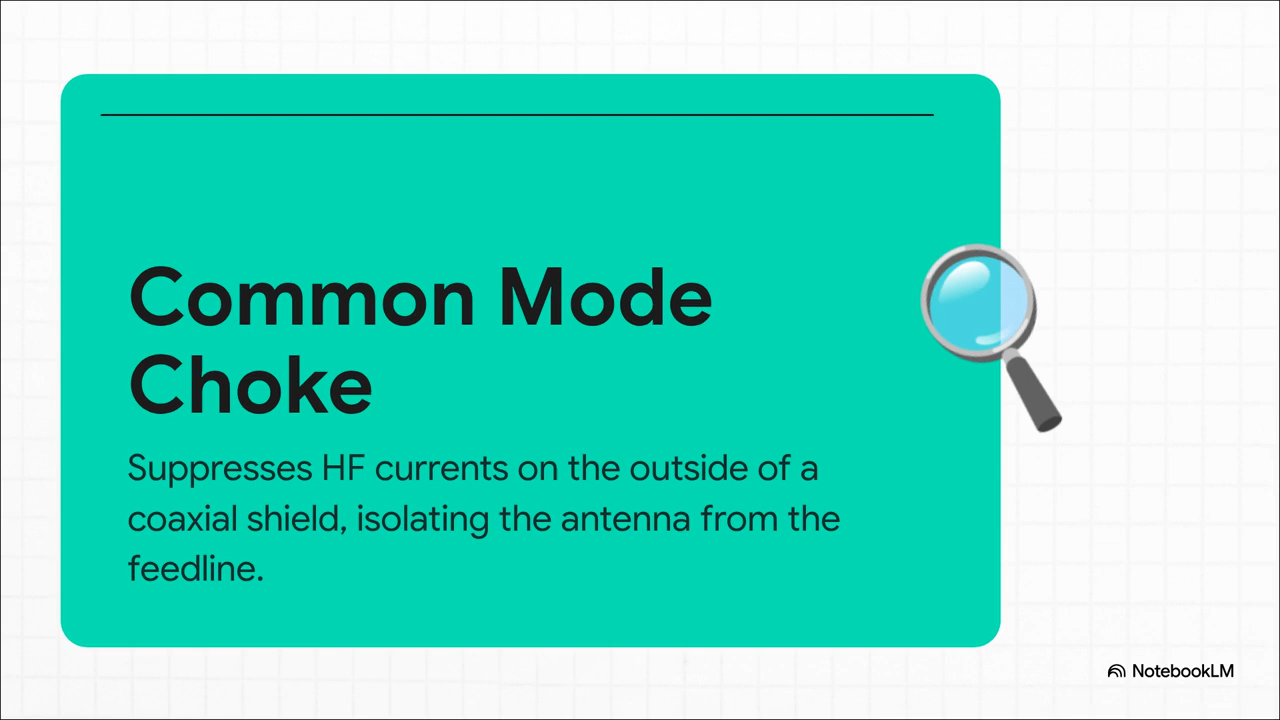 Common Mode
Choke
Suppresses HF currents on the outside of a
coaxial shield, isolating the antenna from the
feedline.
NotebookLM